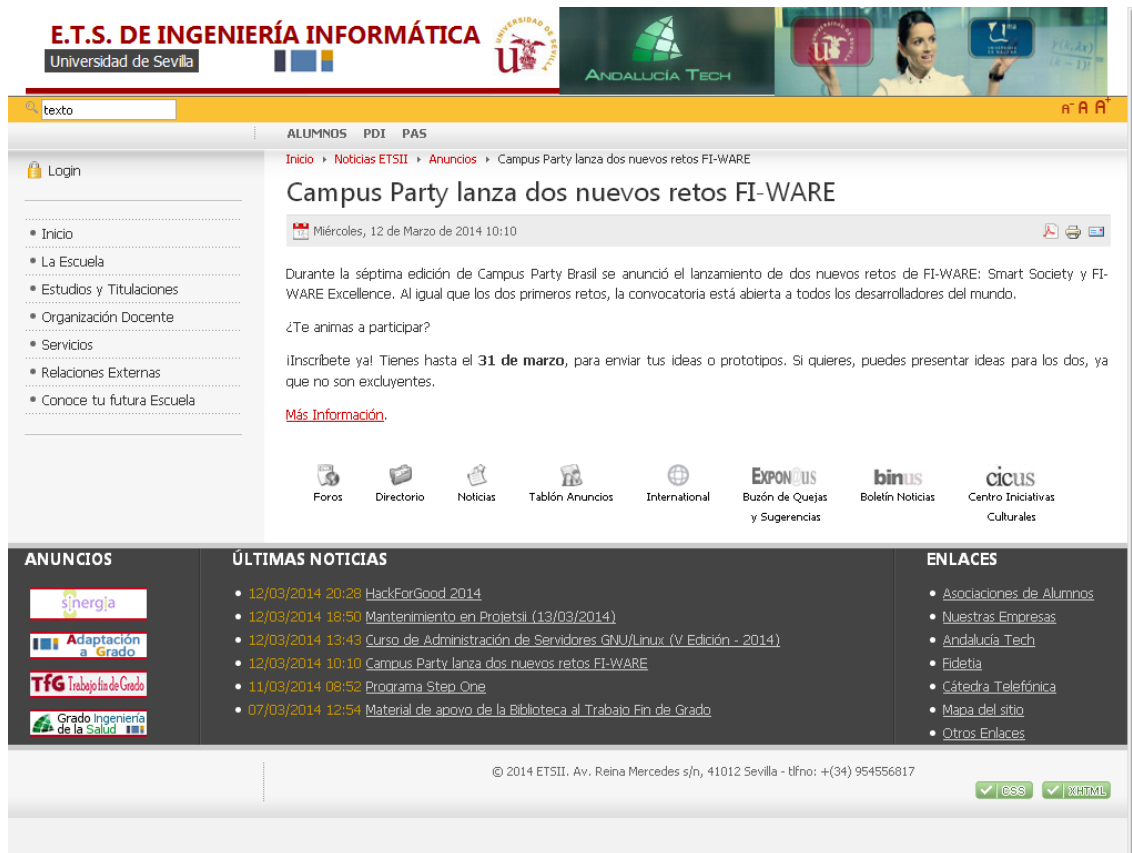 E.T.S. DE INGENIERÍA INFORMÁTICA
Universidad de Sevilla
ANDALUCÍA TECH
texto
A- A A+
ALUMNOS PDI PAS
Login
Inicio
La Escuela
Estudios y Titulaciones
Organización Docente
Servicios
Relaciones Externas
Conoce tu futura Escuela
Inicio Noticias ETSII Anuncios Campus Party lanza dos nuevos retos FI-WARE
Campus Party lanza dos nuevos retos FI-WARE
Miércoles, 12 de Marzo de 2014 10:10
Durante la séptima edición de Campus Party Brasil se anunció el lanzamiento de dos nuevos retos de FI-WARE: Smart Society y FI-
WARE Excellence. Al igual que los dos primeros retos, la convocatoria está abierta a todos los desarrolladores del mundo.
¿Te animas a participar?
¡Inscríbete ya! Tienes hasta el 31 de marzo, para enviar tus ideas o prototipos. Si quieres, puedes presentar ideas para los dos, ya
que no son excluyentes.
Más Información.
Foros
Directorio
Noticias
Tablón Anuncios
International
EXPON@US
Buzón de Quejas
y Sugerencias
binus
Boletín Noticias
cicus
Centro Iniciativas
Culturales
ANUNCIOS
sinergia
Adaptación
a Grado
TfG Trabajo fin de Grado
Grado Ingeniería
de la Salud
ÚLTIMAS NOTICIAS
12/03/2014 20:28 HackForGood 2014
12/03/2014 18:50 Mantenimiento en Projetsii (13/03/2014)
12/03/2014 13:43 Curso de Administración de Servidores GNU/Linux (V Edición - 2014)
12/03/2014 10:10 Campus Party lanza dos nuevos retos FI-WARE
11/03/2014 08:52 Programa Step One
07/03/2014 12:54 Material de apoyo de la Biblioteca al Trabajo Fin de Grado
ENLACES
Asociaciones de Alumnos
Nuestras Empresas
Andalucía Tech
Fidetia
Cátedra Telefónica
Mapa del sitio
Otros Enlaces
© 2014 ETSII. Av. Reina Mercedes s/n, 41012 Sevilla - tlfno: +(34) 954556817
CSS
XHTML